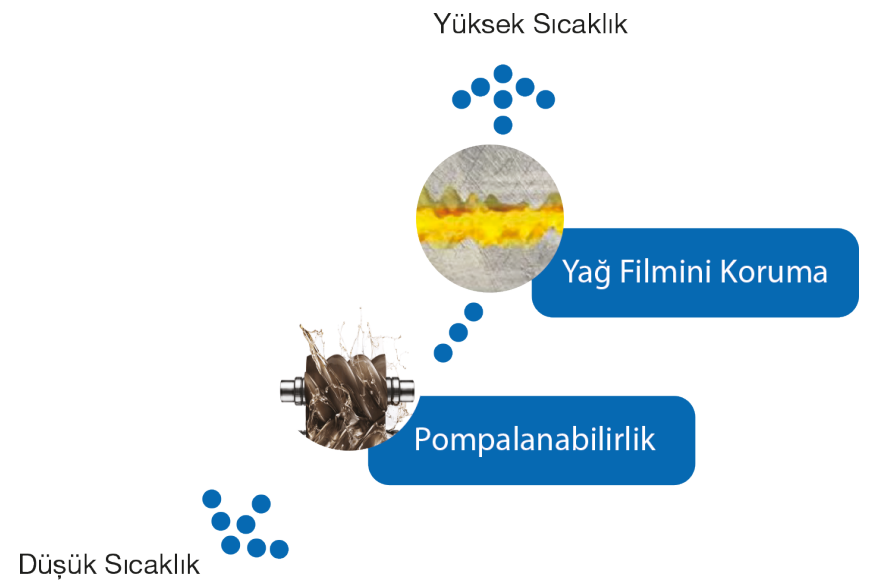 Yüksek Sıcaklık
Yağ Filmini Koruma
Pompalanabilirlik
Düşük Sıcaklık